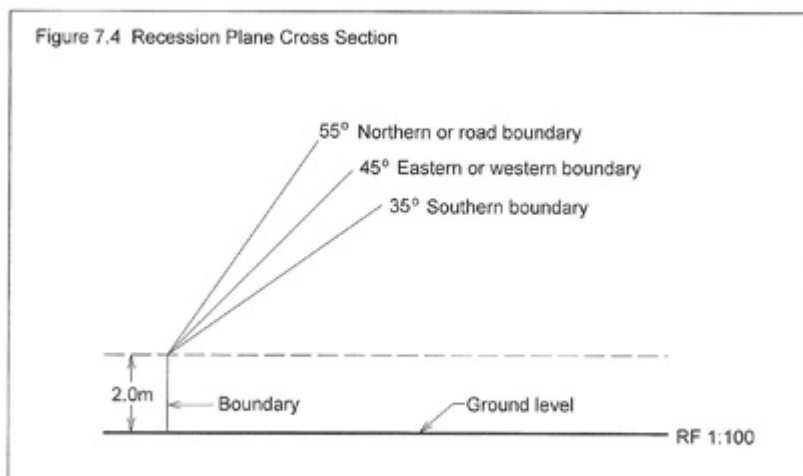 Figure 7.4 Recession Plane Cross Section
55° Northern or road boundary
45° Eastern or western boundary
35° Southern boundary
2.0m
Boundary
Ground level
RF 1:100